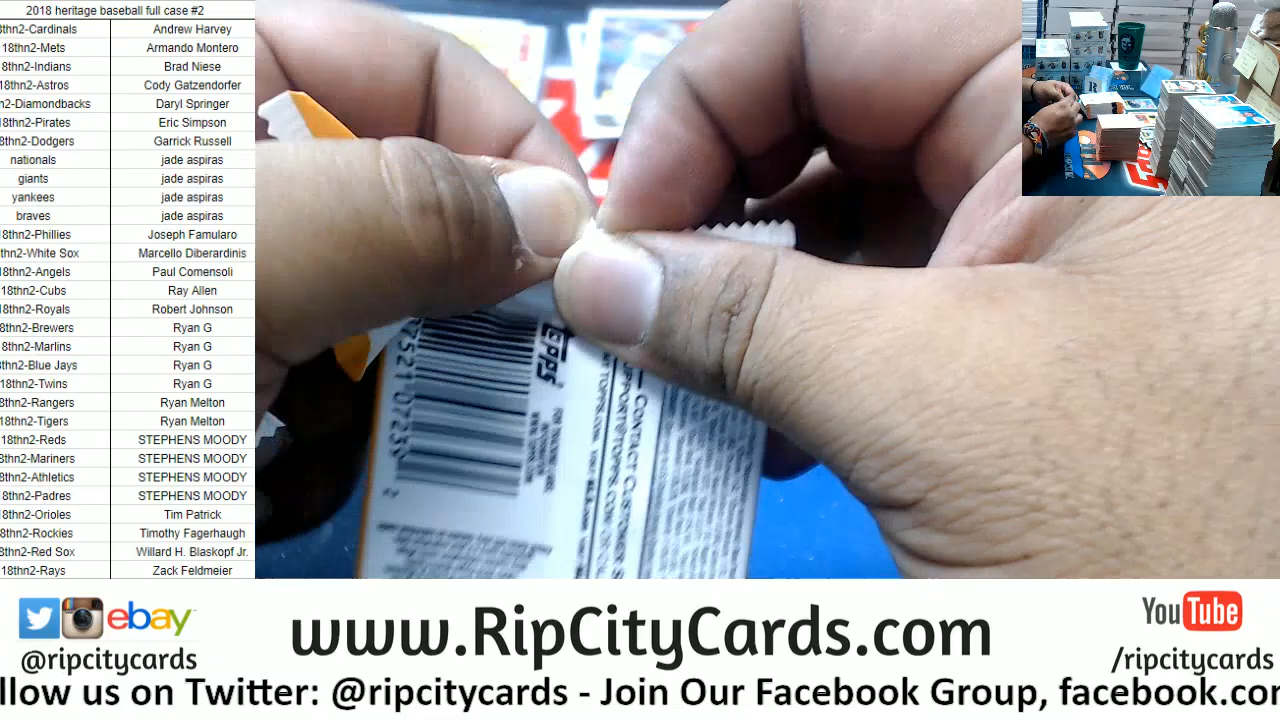 2018 heritage baseball full case #2
8thn2-Cardinals Andrew Harvey
18thn2-Mets Armando Montero
8thn2-Indians Brad Niese
18thn2-Astros Cody Gatzendorfer
n2-Diamondbacks Daryl Springer
8thn2-Pirates Eric Simpson
8thn2-Dodgers Garrick Russell
nationals jade aspiras
giants jade aspiras
yankees jade aspiras
braves jade aspiras
8thn2-Phillies Joseph Famularo
thn2-White Sox Marcello Diberardinis
18thn2-Angels Paul Comensoli
18thn2-Cubs Ray Allen
18thn2-Royals Robert Johnson
8thn2-Brewers Ryan G
18thn2-Marlins Ryan G
8thn2-Blue Jays Ryan G
18thn2-Twins Ryan G
8thn2-Rangers Ryan Melton
18thn2-Tigers Ryan Melton
18thn2-Reds STEPHENS MOODY
8thn2-Mariners STEPHENS MOODY
8thn2-Athletics STEPHENS MOODY
8thn2-Padres STEPHENS MOODY
18thn2-Orioles Tim Patrick
8thn2-Rockies Timothy Fagerhaugh
8thn2-Red Sox Willard H. Blaskopf Jr.
18thn2-Rays Zack Feldmeier
Topps
CONTACT CUSTOMER S
ebay
@ripcitycards
www.RipCityCards.com
YouTube
/ripcitycards
llow us on Twitter: @ripcitycards - Join Our Facebook Group, facebook.co